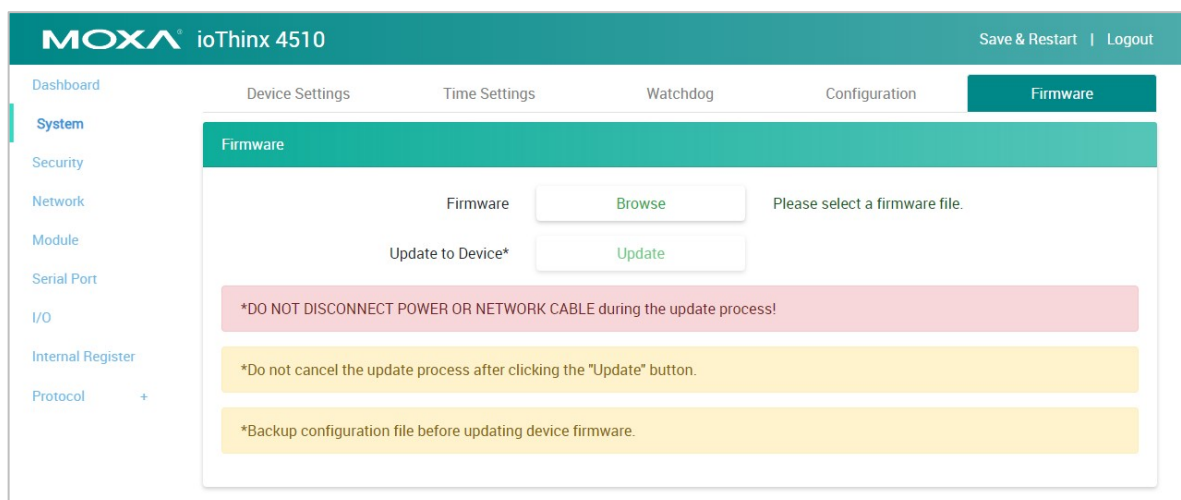 MOXA® ioThinx 4510
Save & Restart | Logout
Dashboard
System
Security
Network
Module
Serial Port
I/O
Internal Register
Protocol +
Device Settings
Time Settings
Watchdog
Configuration
Firmware
Firmware
Firmware Browse Please select a firmware file.
Update to Device* Update
*DO NOT DISCONNECT POWER OR NETWORK CABLE during the update process!
*Do not cancel the update process after clicking the "Update" button.
*Backup configuration file before updating device firmware.